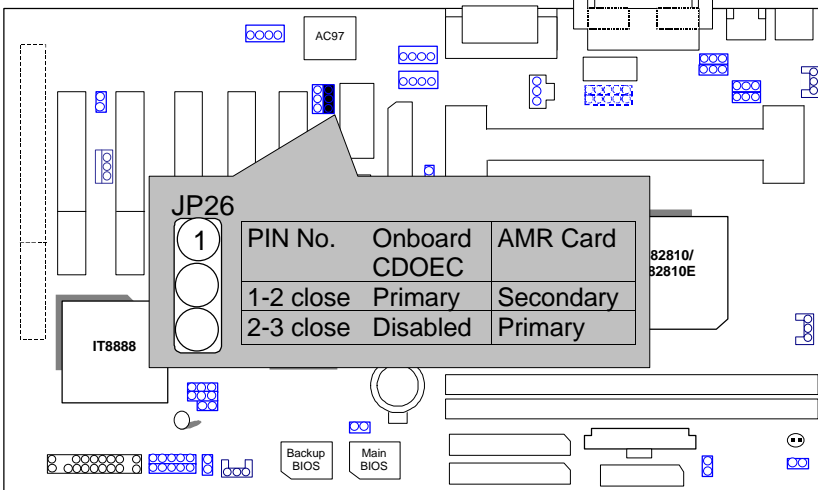 AC97
JP26
1
PIN No. Onboard CDOEC AMR Card
1-2 close Primary Secondary
2-3 close Disabled Primary
82810/
82810E
IT8888
Backup BIOS
Main BIOS